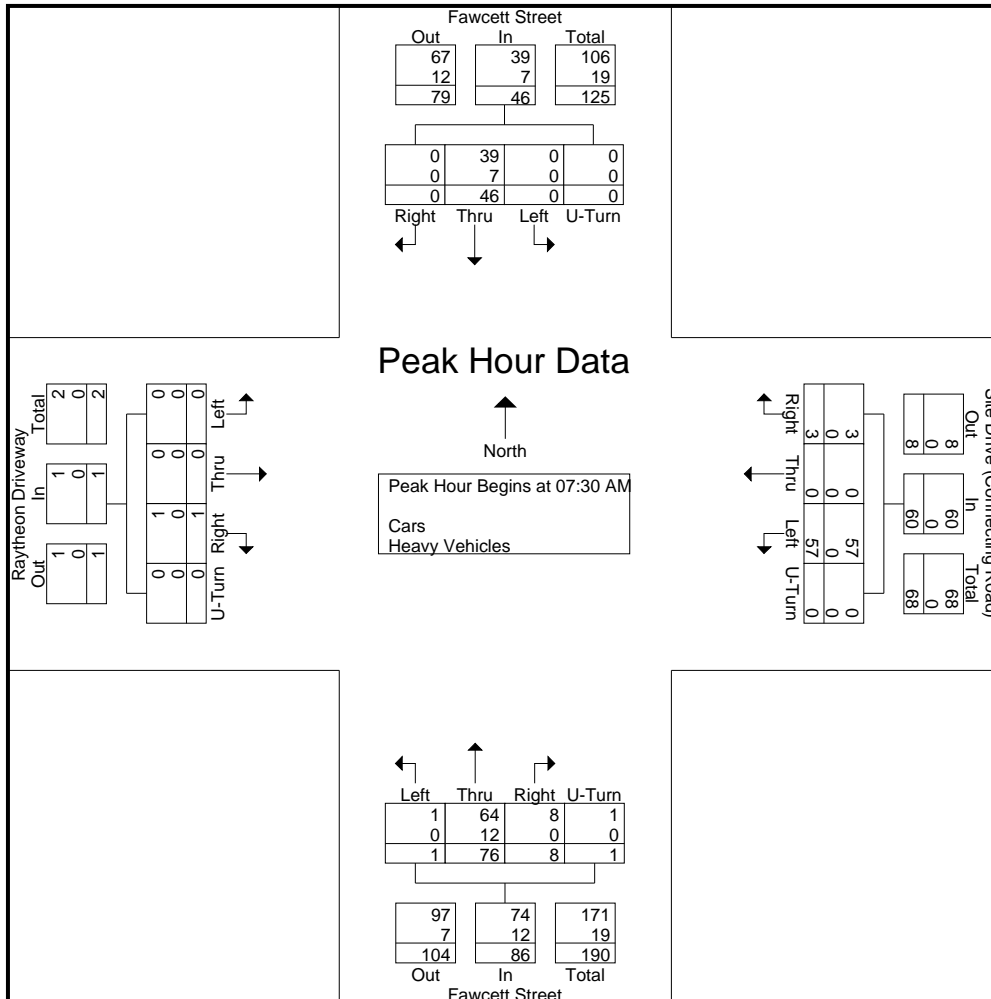 Fawcett Street
Out In Total
67 39 106
12 7 19
79 46 125
0 39 0 0
0 7 0 0
0 46 0 0
Right Thru Left U-Turn
Peak Hour Data
North
Peak Hour Begins at 07:30 AM
Cars
Heavy Vehicles
Raytheon Driveway
Out In Total
1 1 2
0 0 0
1 1 2
0 0 1 0
0 0 0 0
0 0 1 0
Left Thru Right U-Turn
Site Drive (Connecting Road)
Out In Total
8 60 68
0 0 0
8 60 68
3 0 57 0
0 0 0 0
3 0 57 0
Right Thru Left U-Turn
Left Thru Right U-Turn
1 64 8 1
0 12 0 0
1 76 8 1
97 74 171
7 12 19
104 86 190
Out In Total
Fawcett Street